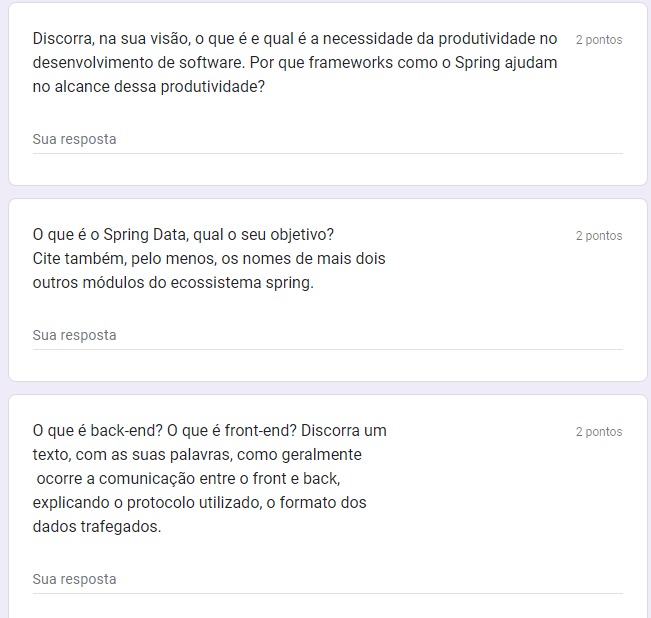 Discorra, na sua visão, o que é e qual é a necessidade da produtividade no
2 pontos
desenvolvimento de software. Por que frameworks como o Spring ajudam
no alcance dessa produtividade?
Sua resposta
O que é o Spring Data, qual o seu objetivo?
2 pontos
Cite também, pelo menos, os nomes de mais dois
outros módulos do ecossistema spring.
Sua resposta
O que é back-end? O que é front-end? Discorra um
2 pontos
texto, com as suas palavras, como geralmente
ocorre a comunicação entre o front e back,
explicando o protocolo utilizado, o formato dos
dados trafegados.
Sua resposta